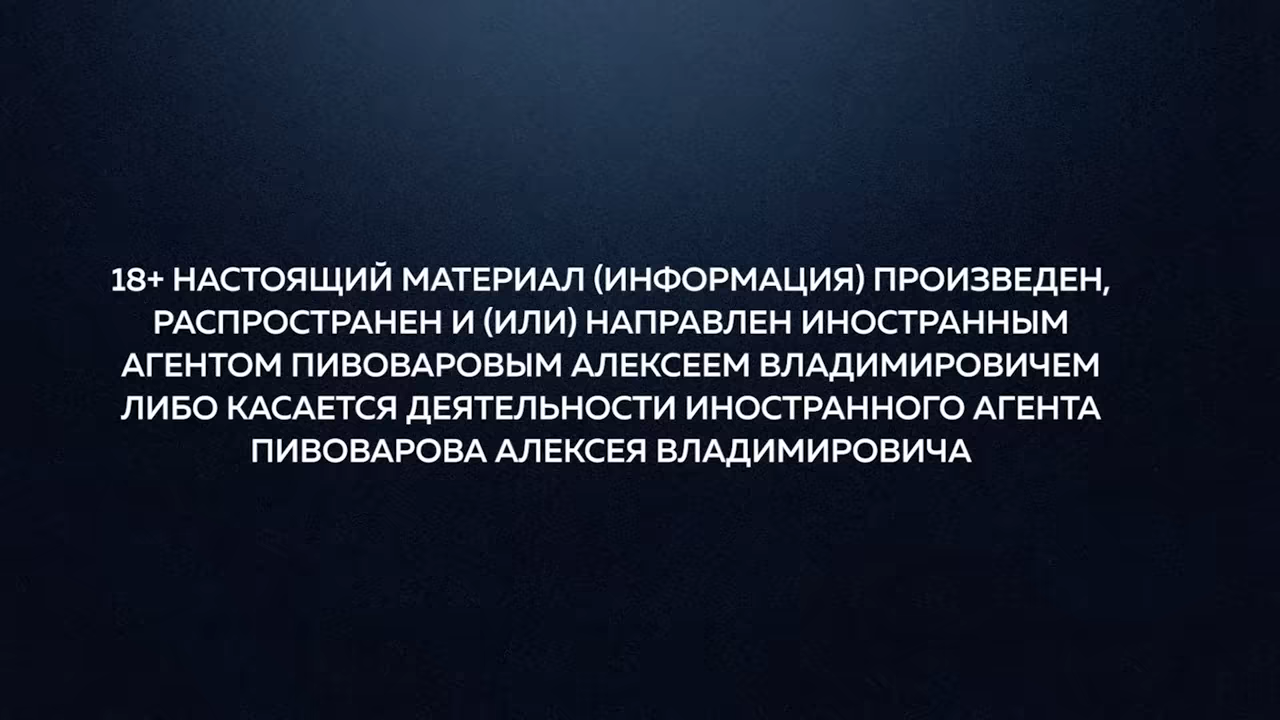 18+ НАСТОЯЩИЙ МАТЕРИАЛ (ИНФОРМАЦИЯ) ПРОИЗВЕДЕН,
РАСПРОСТРАНЕН И (ИЛИ) НАПРАВЛЕН ИНОСТРАННЫМ
АГЕНТОМ ПИВОВАРОВЫМ АЛЕКСЕЕМ ВЛАДИМИРОВИЧЕМ
ЛИБО КАСАЕТСЯ ДЕЯТЕЛЬНОСТИ ИНОСТРАННОГО АГЕНТА
ПИВОВАРОВА АЛЕКСЕЯ ВЛАДИМИРОВИЧА